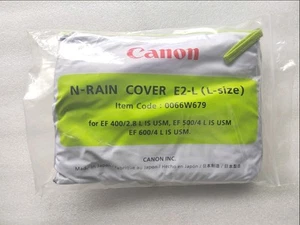 Canon
N-RAIN COVER E2-L (L-size)
Item Code : 0066W679
for EF 400/2.8 L IS USM, EF 500/4 L IS USM
EF 600/4 L IS USM
CANON INC.